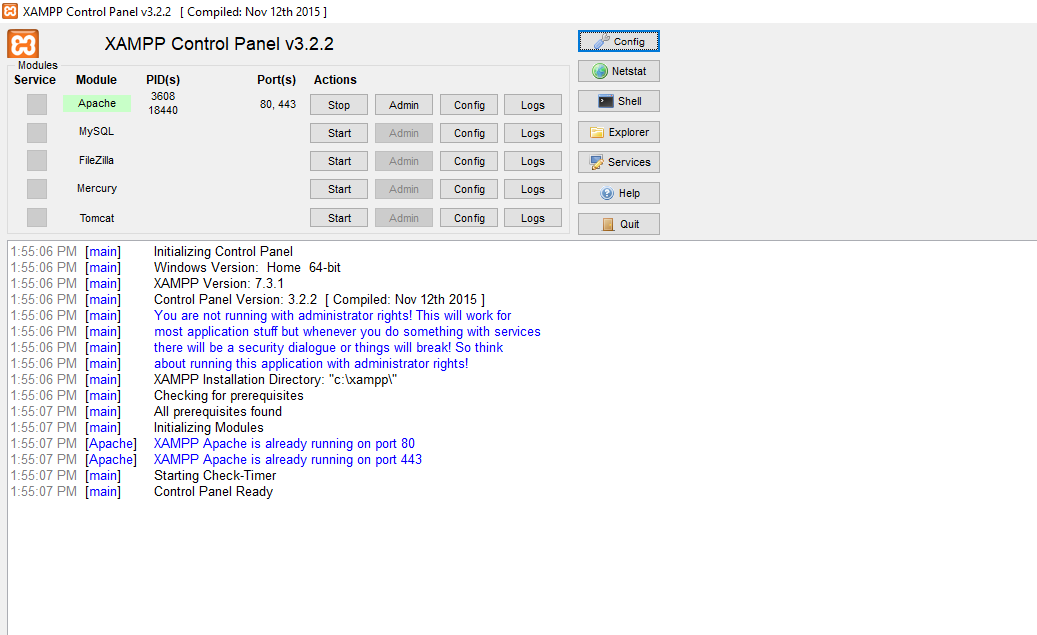 XAMPP Control Panel v3.2.2 [ Compiled: Nov 12th 2015 ]
XAMPP Control Panel v3.2.2
Config
Modules
Service Module PID(s) Port(s) Actions
Netstat
Apache 3608 80, 443 Stop Admin Config Logs
18440
Shell
MySQL Start Admin Config Logs
Explorer
FileZilla Start Admin Config Logs
Services
Mercury Start Admin Config Logs
Help
Tomcat Start Admin Config Logs
Quit
1:55:06 PM [main] Initializing Control Panel
1:55:06 PM [main] Windows Version: Home 64-bit
1:55:06 PM [main] XAMPP Version: 7.3.1
1:55:06 PM [main] Control Panel Version: 3.2.2 [ Compiled: Nov 12th 2015 ]
1:55:06 PM [main] You are not running with administrator rights! This will work for
1:55:06 PM [main] most application stuff but whenever you do something with services
1:55:06 PM [main] there will be a security dialogue or things will break! So think
1:55:06 PM [main] about running this application with administrator rights!
1:55:06 PM [main] XAMPP Installation Directory: "c:\xampp\"
1:55:06 PM [main] Checking for prerequisites
1:55:07 PM [main] All prerequisites found
1:55:07 PM [main] Initializing Modules
1:55:07 PM [Apache] XAMPP Apache is already running on port 80
1:55:07 PM [Apache] XAMPP Apache is already running on port 443
1:55:07 PM [main] Starting Check-Timer
1:55:07 PM [main] Control Panel Ready